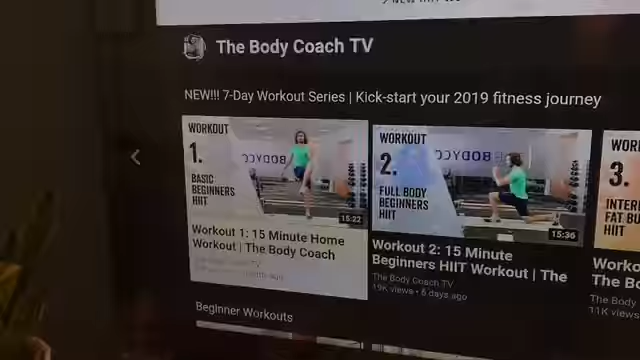 The Body Coach TV
NEW!!! 7-Day Workout Series | Kick-start your 2019 fitness journey
WORKOUT
1.
BASIC
BEGINNERS
HIIT
15:22
Workout 1: 15 Minute Home
Workout | The Body Coach
WORKOUT
2.
FULL BODY
BEGINNERS
HIIT
15:36
Workout 2: 15 Minute
Beginners HIIT Workout | The
The Body Coach TV
19K views • 6 days ago
WOR
3.
INTER
FAT BU
HIIT
Worko
The Bo
The Body
11K views
Beginner Workouts